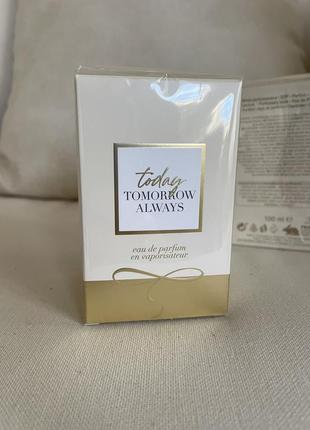 today
TOMORROW
ALWAYS
eau de parfum
en vaporisateur
100 ml e